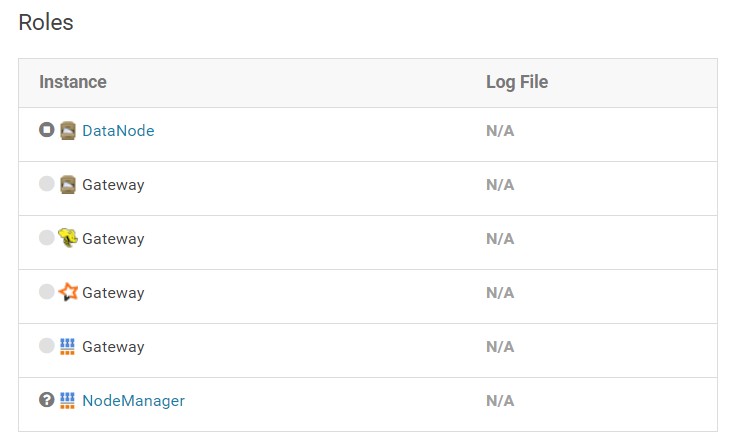 Roles
Instance Log File
DataNode N/A
Gateway N/A
Gateway N/A
Gateway N/A
Gateway N/A
? NodeManager N/A